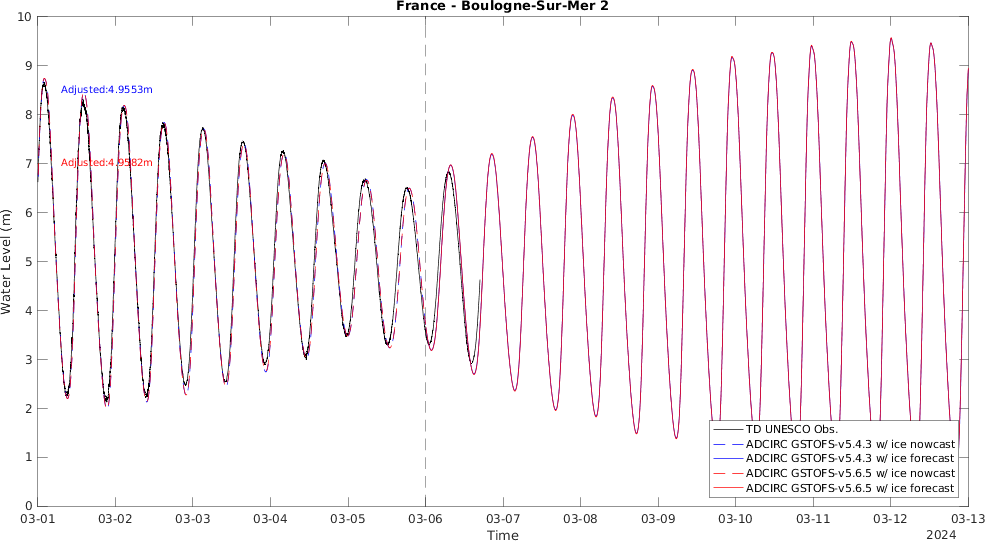 France - Boulogne-Sur-Mer 2
10
9
8
7
6
5
4
3
2
1
0
Water Level (m)
Adjusted:4.9553m
Adjusted:4.9582m
TD UNESCO Obs.
ADCIRC GSTOFS-v5.4.3 w/ ice nowcast
ADCIRC GSTOFS-v5.4.3 w/ ice forecast
ADCIRC GSTOFS-v5.6.5 w/ ice nowcast
ADCIRC GSTOFS-v5.6.5 w/ ice forecast
03-01 03-02 03-03 03-04 03-05 03-06 03-07 03-08 03-09 03-10 03-11 03-12 03-13
Time
2024